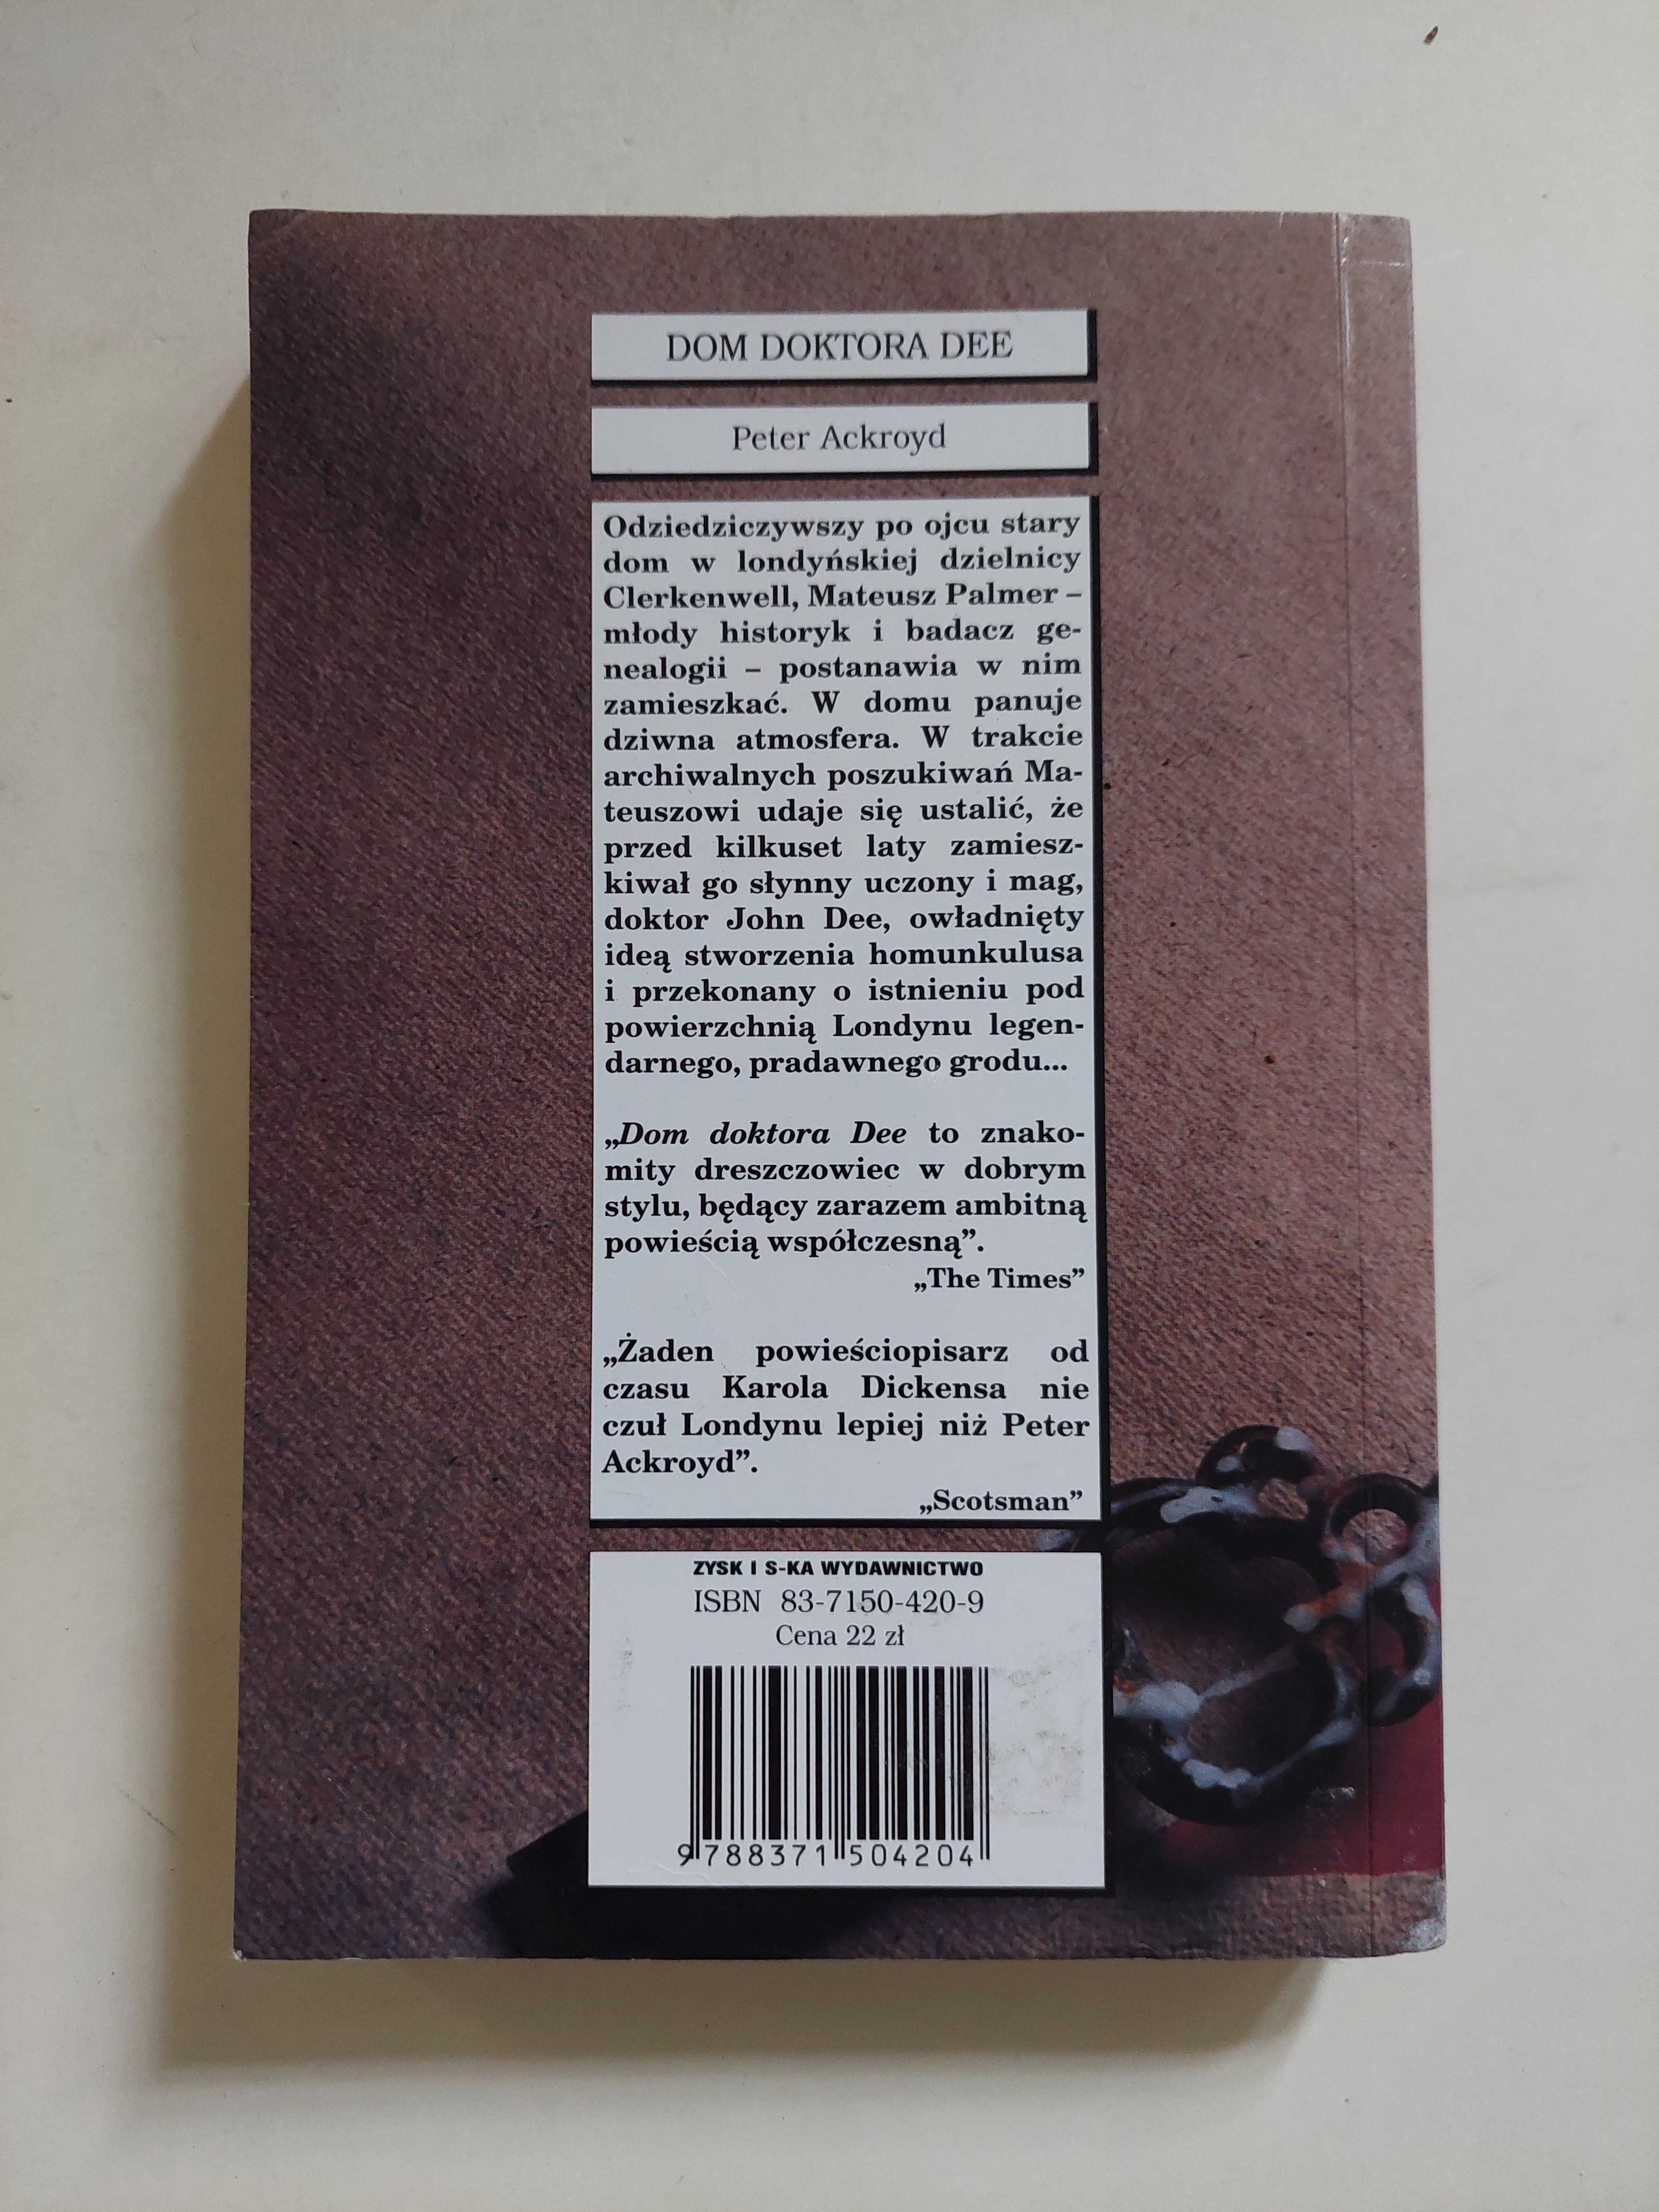 DOM DOKTORA DEE
Peter Ackroyd
Odziedziczywszy po ojcu stary
dom w londyńskiej dzielnicy
Clerkenwell, Mateusz Palmer –
młody historyk i badacz ge-
nealogii – postanawia w nim
zamieszkać. W domu panuje
dziwna atmosfera. W trakcie
archiwalnych poszukiwań Ma-
teuszowi udaje się ustalić, że
przed kilkuset laty zamiesz-
kiwał go słynny uczony i mag,
doktor John Dee, owładnięty
ideą stworzenia homunkulusa
i przekonany o istnieniu pod
powierzchnią Londynu legen-
darnego, pradawnego grodu...
„Dom doktora Dee to znako-
mity dreszczowiec w dobrym
stylu, będący zarazem ambitną
powieścią współczesną”.
„The Times”
„Żaden powieściopisarz od
czasu Karola Dickensa nie
czuł Londynu lepiej niż Peter
Ackroyd”.
„Scotsman”
ZYSK I S-KA WYDAWNICTWO
ISBN 83-7150-420-9
Cena 22 zł
9 788371 504204